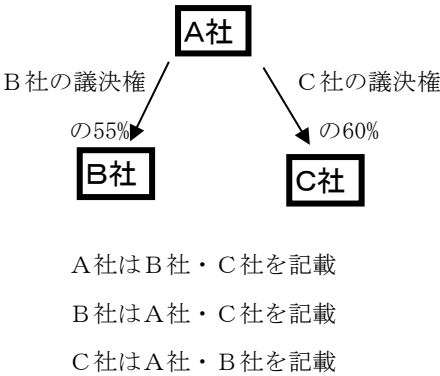 A社
B社の議決権
C社の議決権
の55%
の60%
B社
C社
A社はB社・C社を記載
B社はA社・C社を記載
C社はA社・B社を記載